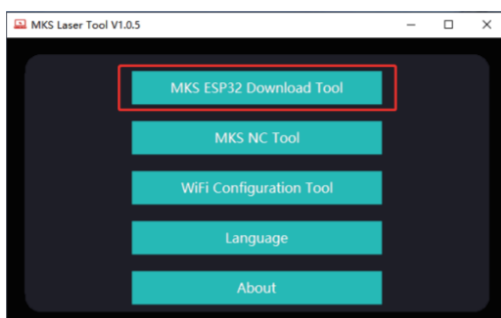 MKS Laser Tool V1.0.5
MKS ESP32 Download Tool
MKS NC Tool
WiFi Configuration Tool
Language
About